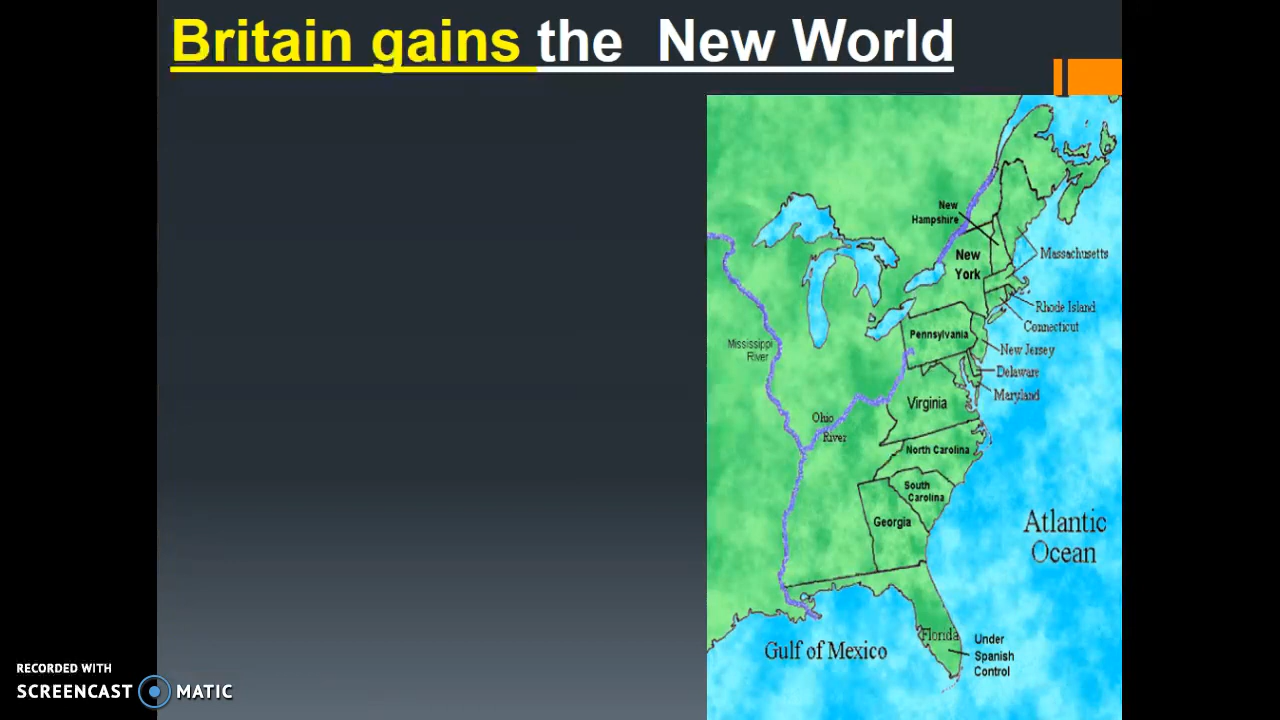 Britain gains the  New World
New
Hampshire
Massachusetts
New
York
Rhode Island
Connecticut
Pennsylvania
Mississippi
River
New Jersey
Delaware
Maryland
Virginia
Ohio
River
North Carolina
South
Carolina
Georgia
Atlantic
Ocean
Florida
Under
Spanish
Control
Gulf of Mexico
RECORDED WITH
SCREENCAST MATIC